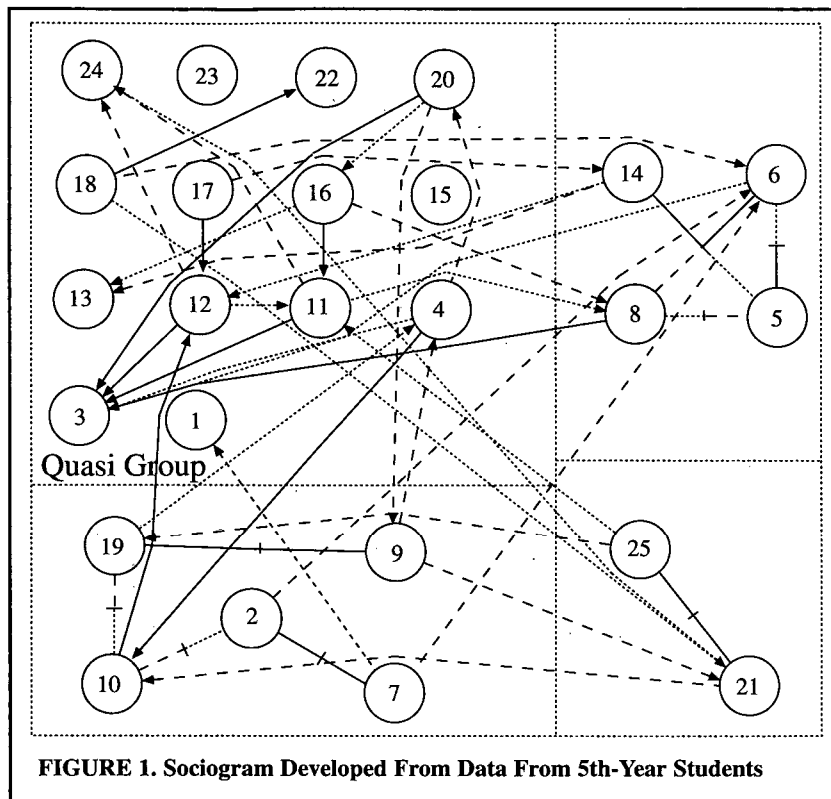 24 23 22 20
18 17 16 15 14 6
13 12 11 4 8 5
3 1
Quasi Group
19 9 25
2
10 7 21
FIGURE 1. Sociogram Developed From Data From 5th-Year Students